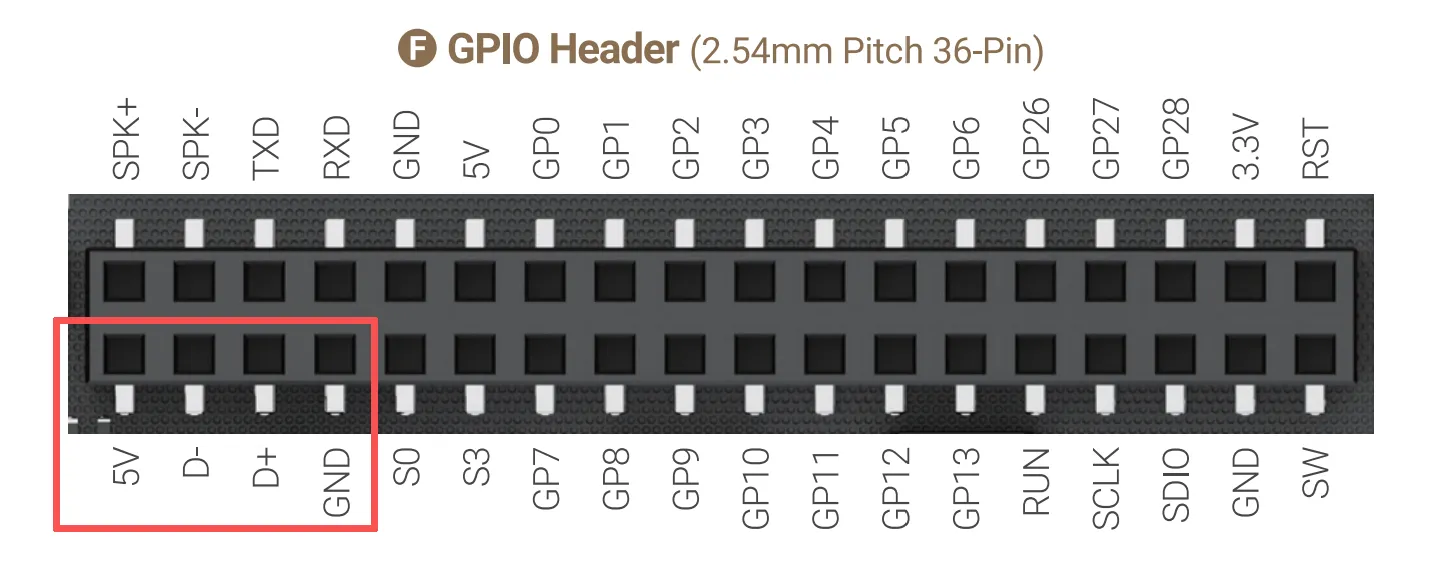 F GPIO Header (2.54mm Pitch 36-Pin)
SPK+ SPK- TXD RXD GND 5V GP0 GP1 GP2 GP3 GP4 GP5 GP6 GP26 GP27 GP28 3.3V RST
5V D- D+ GND S0 S3 GP7 GP8 GP9 GP10 GP11 GP12 GP13 RUN SCLK SDIO GND SW